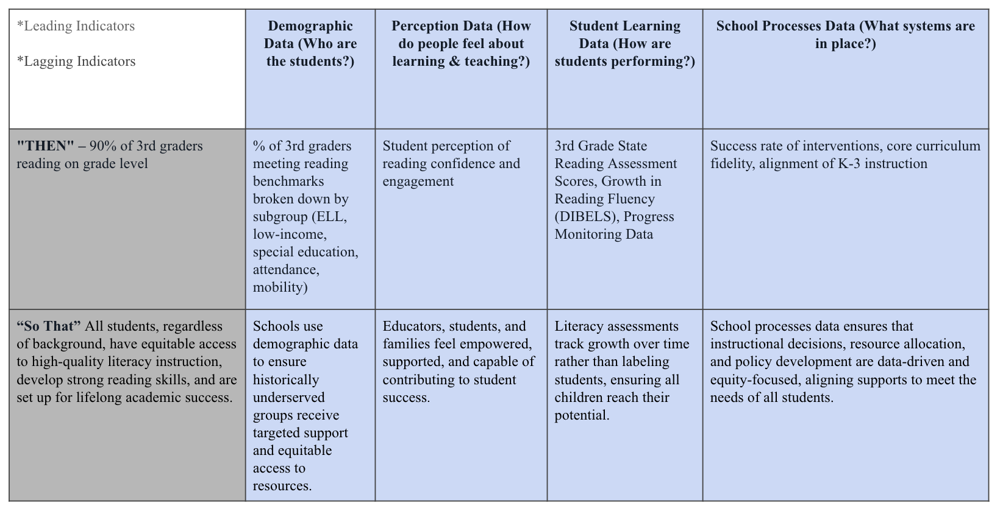 *Leading Indicators
*Lagging Indicators
Demographic
Data (Who are
the students?)
Perception Data (How
do people feel about
learning & teaching?)
Student Learning
Data (How are
students performing?)
School Processes Data (What systems are
in place?)
"THEN" – 90% of 3rd graders
reading on grade level
% of 3rd graders
meeting reading
benchmarks
broken down by
subgroup (ELL,
low-income,
special education,
attendance,
mobility)
Student perception of
reading confidence and
engagement
3rd Grade State
Reading Assessment
Scores, Growth in
Reading Fluency
(DIBELS), Progress
Monitoring Data
Success rate of interventions, core curriculum
fidelity, alignment of K-3 instruction
“So That” All students, regardless
of background, have equitable access
to high-quality literacy instruction,
develop strong reading skills, and are
set up for lifelong academic success.
Schools use
demographic data
to ensure
historically
underserved
groups receive
targeted support
and equitable
access to
resources.
Educators, students, and
families feel empowered,
supported, and capable of
contributing to student
success.
Literacy assessments
track growth over time
rather than labeling
students, ensuring all
children reach their
potential.
School processes data ensures that
instructional decisions, resource allocation,
and policy development are data-driven and
equity-focused, aligning supports to meet the
needs of all students.